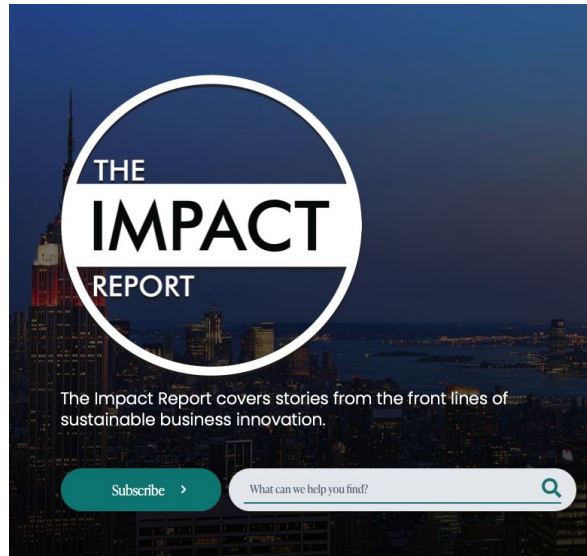 THE
IMPACT
REPORT
The Impact Report covers stories from the front lines of
sustainable business innovation.
Subscribe
What can we help you find?